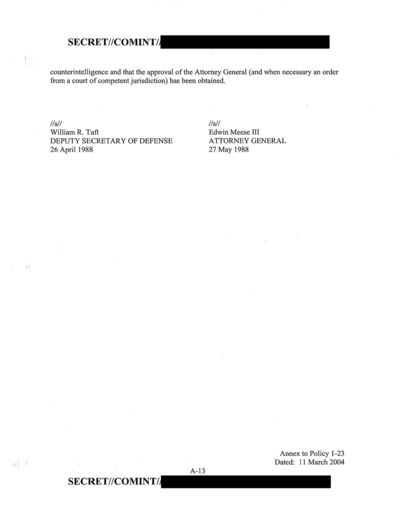 SECRET//COMINT//
counterintelligence and that the approval of the Attorney General (and when necessary an order
from a court of competent jurisdiction) has been obtained.
//s//
William R. Taft
DEPUTY SECRETARY OF DEFENSE
26 April 1988
//s//
Edwin Meese III
ATTORNEY GENERAL
27 May 1988
Annex to Policy 1-23
Dated: 11 March 2004
A-13
SECRET//COMINT//